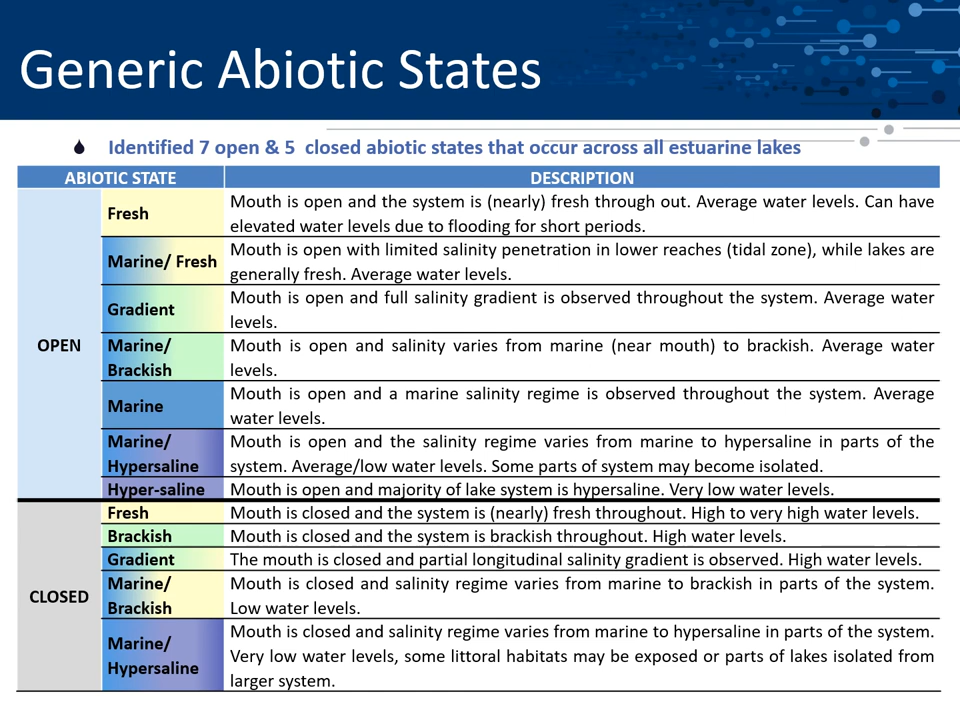 Generic Abiotic States
Identified 7 open & 5 closed abiotic states that occur across all estuarine lakes
ABIOTIC STATE DESCRIPTION
OPEN
Fresh
Mouth is open and the system is (nearly) fresh through out. Average water levels. Can have
elevated water levels due to flooding for short periods.
Marine/ Fresh
Mouth is open with limited salinity penetration in lower reaches (tidal zone), while lakes are
generally fresh. Average water levels.
Gradient
Mouth is open and full salinity gradient is observed throughout the system. Average water
levels.
Marine/
Brackish
Mouth is open and salinity varies from marine (near mouth) to brackish. Average water
levels.
Marine
Mouth is open and a marine salinity regime is observed throughout the system. Average
water levels.
Marine/
Hypersaline
Mouth is open and the salinity regime varies from marine to hypersaline in parts of the
system. Average/low water levels. Some parts of system may become isolated.
Hyper-saline
Mouth is open and majority of lake system is hypersaline. Very low water levels.
CLOSED
Fresh
Mouth is closed and the system is (nearly) fresh throughout. High to very high water levels.
Brackish
Mouth is closed and the system is brackish throughout. High water levels.
Gradient
The mouth is closed and partial longitudinal salinity gradient is observed. High water levels.
Marine/
Brackish
Mouth is closed and salinity regime varies from marine to brackish in parts of the system.
Low water levels.
Marine/
Hypersaline
Mouth is closed and salinity regime varies from marine to hypersaline in parts of the system.
Very low water levels, some littoral habitats may be exposed or parts of lakes isolated from
larger system.